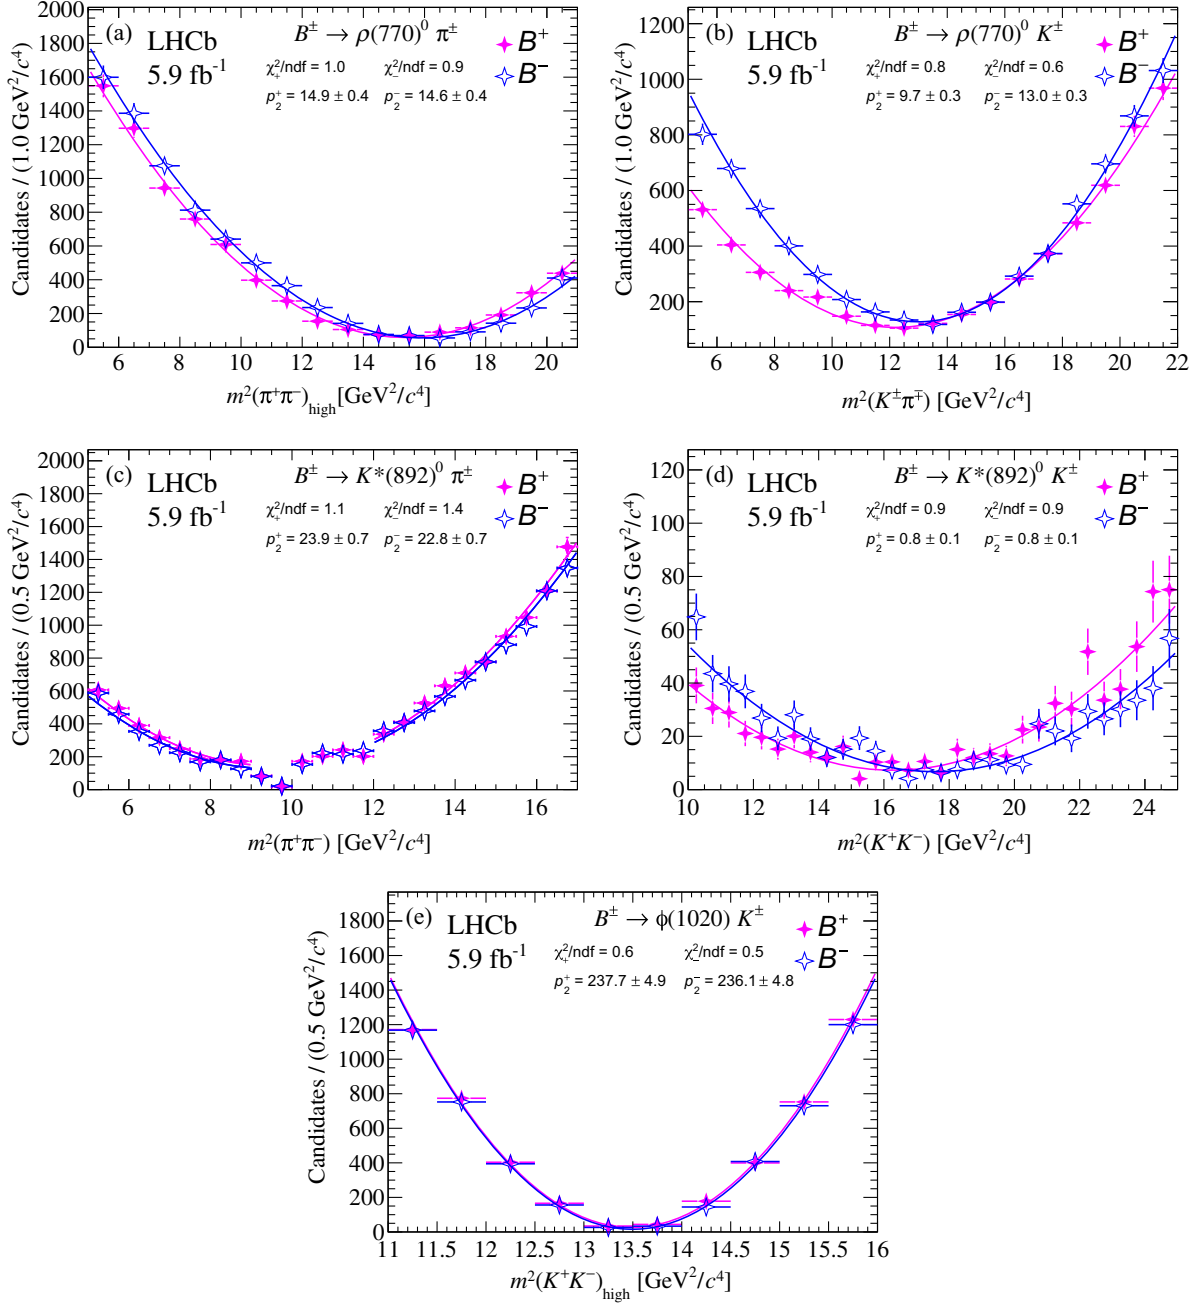 (a)
LHCb
5.9 fb-1
B± → ρ(770)0 π±
χ2+/ndf = 1.0 χ2−/ndf = 0.9
p+2 = 14.9 ± 0.4 p−2 = 14.6 ± 0.4
B+
B−
Candidates / (1.0 GeV2/c4)
0 200 400 600 800 1000 1200 1400 1600 1800 2000
6 8 10 12 14 16 18 20
m2(π+π−)high[GeV2/c4]
(b)
LHCb
5.9 fb-1
B± → ρ(770)0 K±
χ2+/ndf = 0.8 χ2−/ndf = 0.6
p+2 = 9.7 ± 0.3 p−2 = 13.0 ± 0.3
B+
B−
Candidates / (1.0 GeV2/c4)
200 400 600 800 1000 1200
6 8 10 12 14 16 18 20 22
m2(K±π∓) [GeV2/c4]
(c)
LHCb
5.9 fb-1
B± → K*(892)0 π±
χ2+/ndf = 1.1 χ2−/ndf = 1.4
p+2 = 23.9 ± 0.7 p−2 = 22.8 ± 0.7
B+
B−
Candidates / (0.5 GeV2/c4)
0 200 400 600 800 1000 1200 1400 1600 1800 2000
6 8 10 12 14 16
m2(π+π−) [GeV2/c4]
(d)
LHCb
5.9 fb-1
B± → K*(892)0 K±
χ2+/ndf = 0.9 χ2−/ndf = 0.9
p+2 = 0.8 ± 0.1 p−2 = 0.8 ± 0.1
B+
B−
Candidates / (0.5 GeV2/c4)
0 20 40 60 80 100 120
10 12 14 16 18 20 22 24
m2(K+K−) [GeV2/c4]
(e)
LHCb
5.9 fb-1
B± → ϕ(1020) K±
χ2+/ndf = 0.6 χ2−/ndf = 0.5
p+2 = 237.7 ± 4.9 p−2 = 236.1 ± 4.8
B+
B−
Candidates / (0.5 GeV2/c4)
0 200 400 600 800 1000 1200 1400 1600 1800
11 11.5 12 12.5 13 13.5 14 14.5 15 15.5 16
m2(K+K−)high [GeV2/c4]